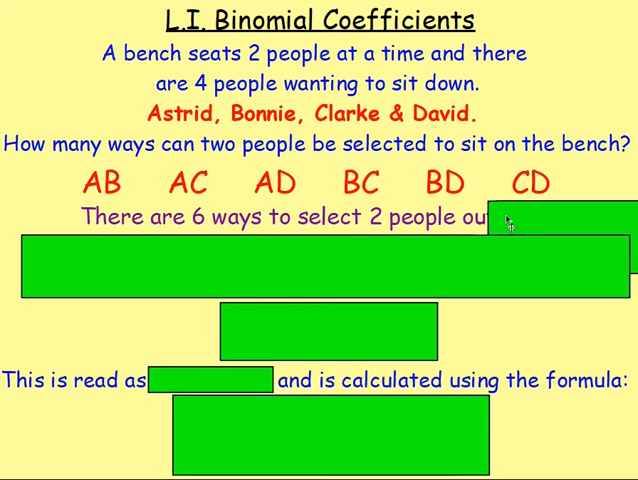 L.I. Binomial Coefficients
A bench seats 2 people at a time and there
are 4 people wanting to sit down.
Astrid, Bonnie, Clarke & David.
How many ways can two people be selected to sit on the bench?
AB AC AD BC BD CD
There are 6 ways to select 2 people
This is read as and is calculated using the formula: